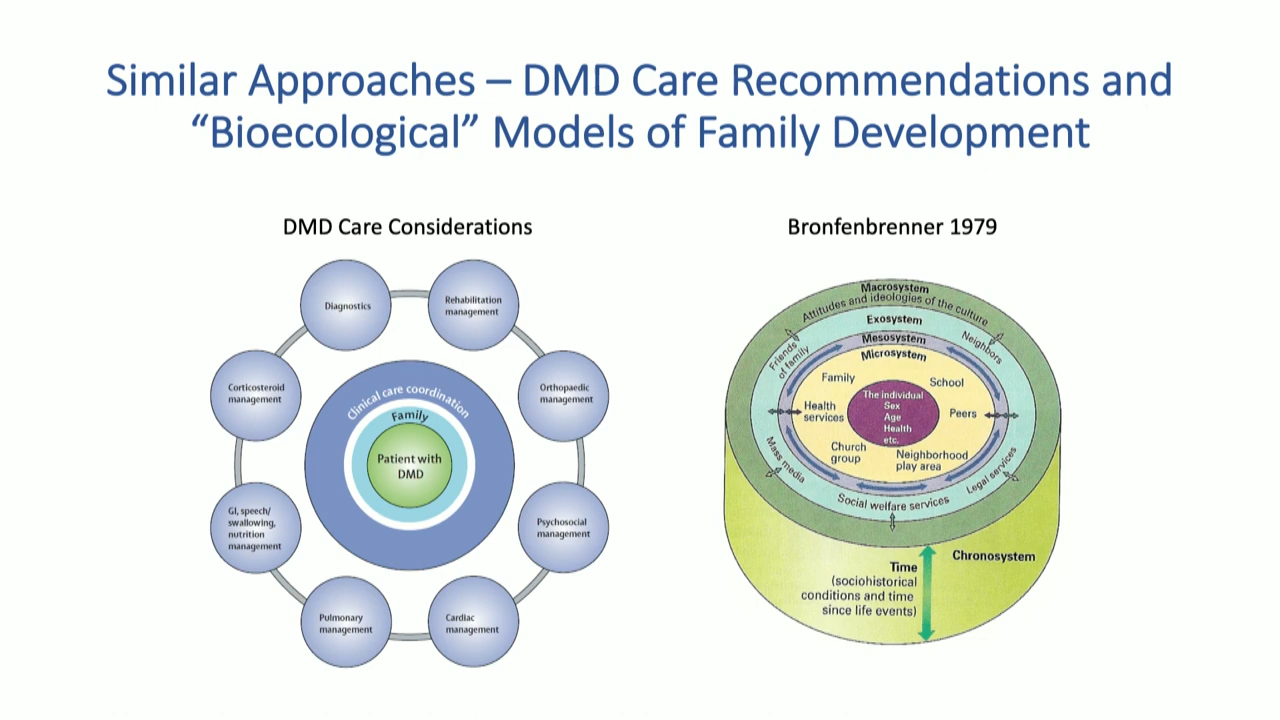 Similar Approaches – DMD Care Recommendations and
“Bioecological” Models of Family Development
DMD Care Considerations
Diagnostics
Rehabilitation
management
Corticosteroid
management
Orthopaedic
management
Clinical care coordination
Family
Patient with
DMD
GI, speech/
swallowing,
nutrition
management
Psychosocial
management
Pulmonary
management
Cardiac
management
Bronfenbrenner 1979
Macrosystem
Attitudes and ideologies of the culture
Exosystem
Mesosystem
Microsystem
Friends
of family
Neighbors
Family
School
The individual
Sex
Age
Health
etc.
Health
services
Peers
Church
group
Neighborhood
play area
Mass media
Legal services
Social welfare services
Chronosystem
Time
(sociohistorical
conditions and time
since life events)